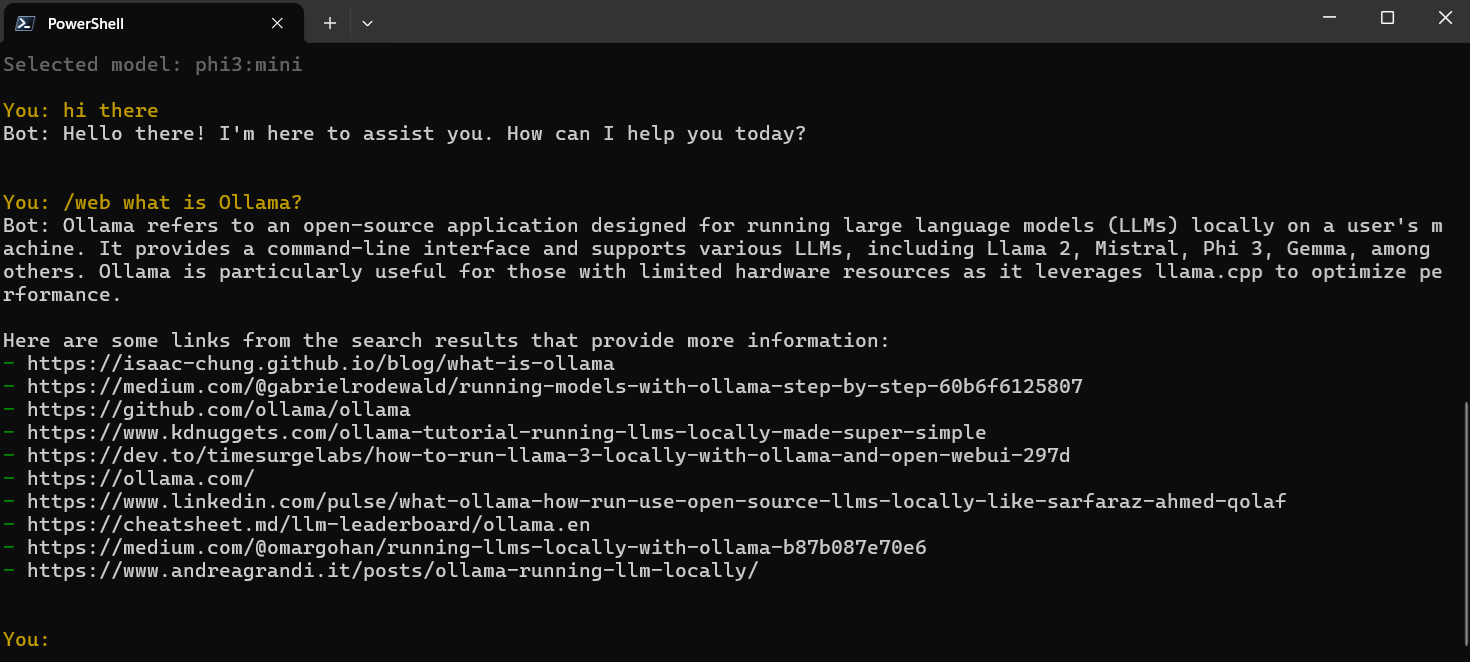 PowerShell
Selected model: phi3:mini
You: hi there
Bot: Hello there! I'm here to assist you. How can I help you today?
You: /web what is Ollama?
Bot: Ollama refers to an open-source application designed for running large language models (LLMs) locally on a user's m
achine. It provides a command-line interface and supports various LLMs, including Llama 2, Mistral, Phi 3, Gemma, among
others. Ollama is particularly useful for those with limited hardware resources as it leverages llama.cpp to optimize pe
rformance.
Here are some links from the search results that provide more information:
- https://isaac-chung.github.io/blog/what-is-ollama
- https://medium.com/@gabrielrodewald/running-models-with-ollama-step-by-step-60b6f6125807
- https://github.com/ollama/ollama
- https://www.kdnuggets.com/ollama-tutorial-running-llms-locally-made-super-simple
- https://dev.to/timesurgelabs/how-to-run-llama-3-locally-with-ollama-and-open-webui-297d
- https://ollama.com/
- https://www.linkedin.com/pulse/what-ollama-how-run-use-open-source-llms-locally-like-sarfaraz-ahmed-qolaf
- https://cheatsheet.md/llm-leaderboard/ollama.en
- https://medium.com/@omargohan/running-llms-locally-with-ollama-b87b087e70e6
- https://www.andreagrandi.it/posts/ollama-running-llm-locally/
You: